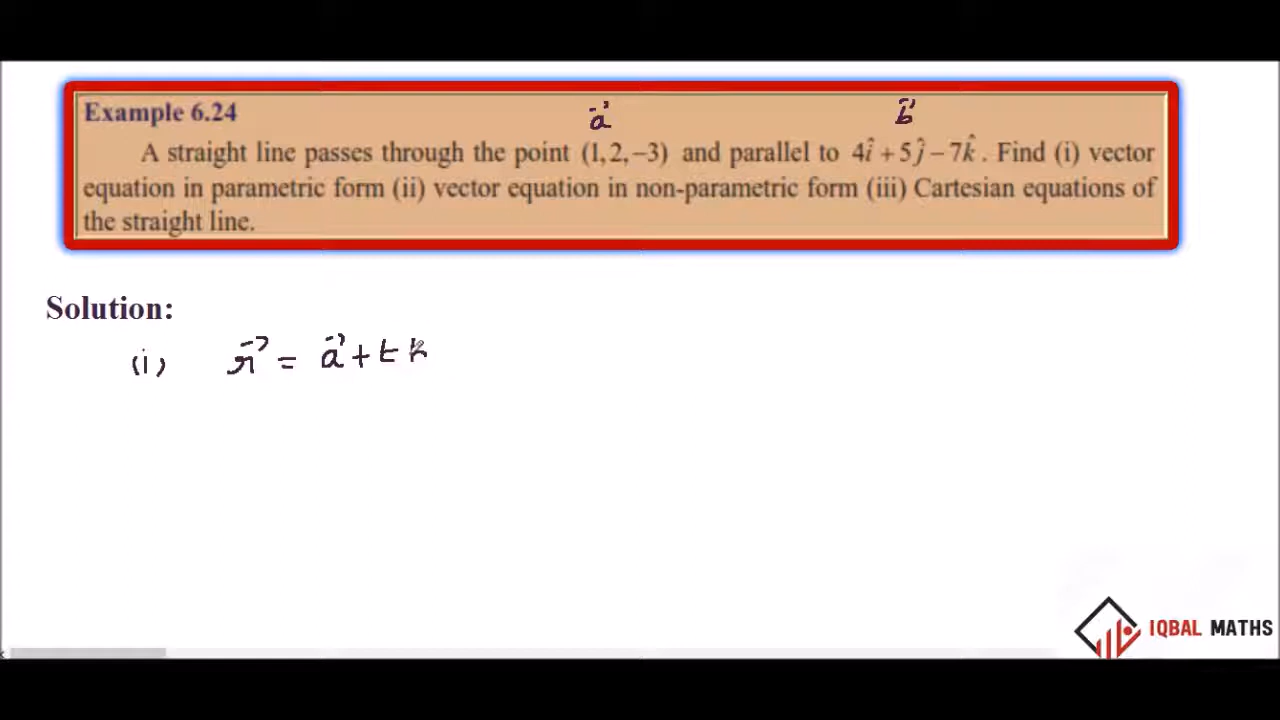 Example 6.24
a⃗ b⃗
A straight line passes through the point (1, 2, −3) and parallel to 4î + 5ĵ − 7k̂ . Find (i) vector
equation in parametric form (ii) vector equation in non-parametric form (iii) Cartesian equations of
the straight line.
Solution:
(i) r⃗ = a⃗ + t
IQBAL MATHS